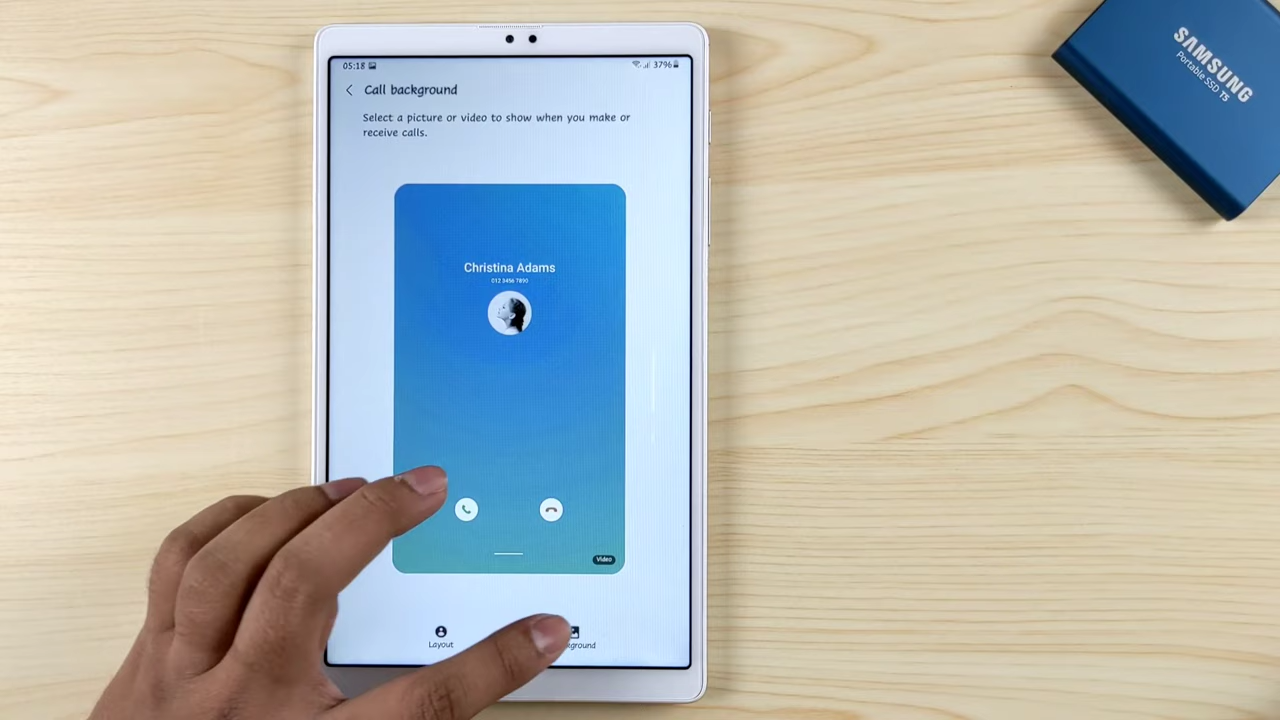 05:18
37%
Call background
Select a picture or video to show when you make or
receive calls.
Christina Adams
012 3456 7890
Video
Layout
SAMSUNG
Portable SSD T5